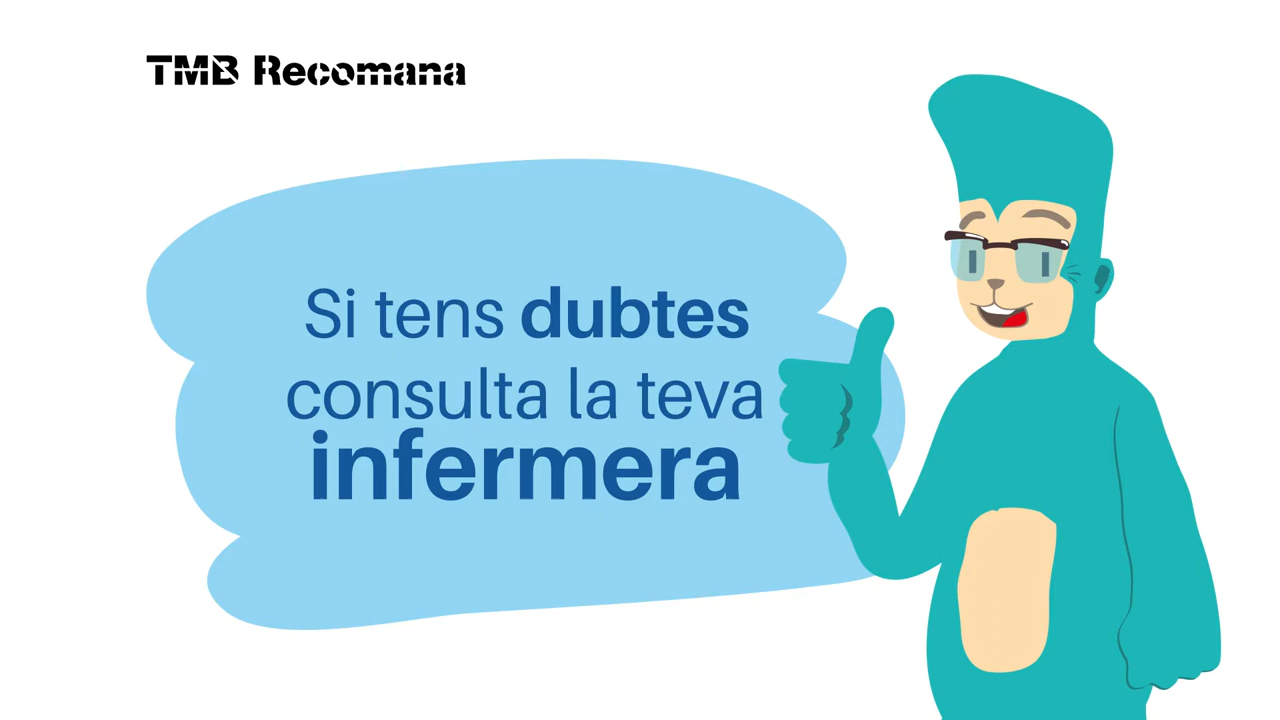 TMB Recomana
Si tens dubtes
consulta la teva
infermera